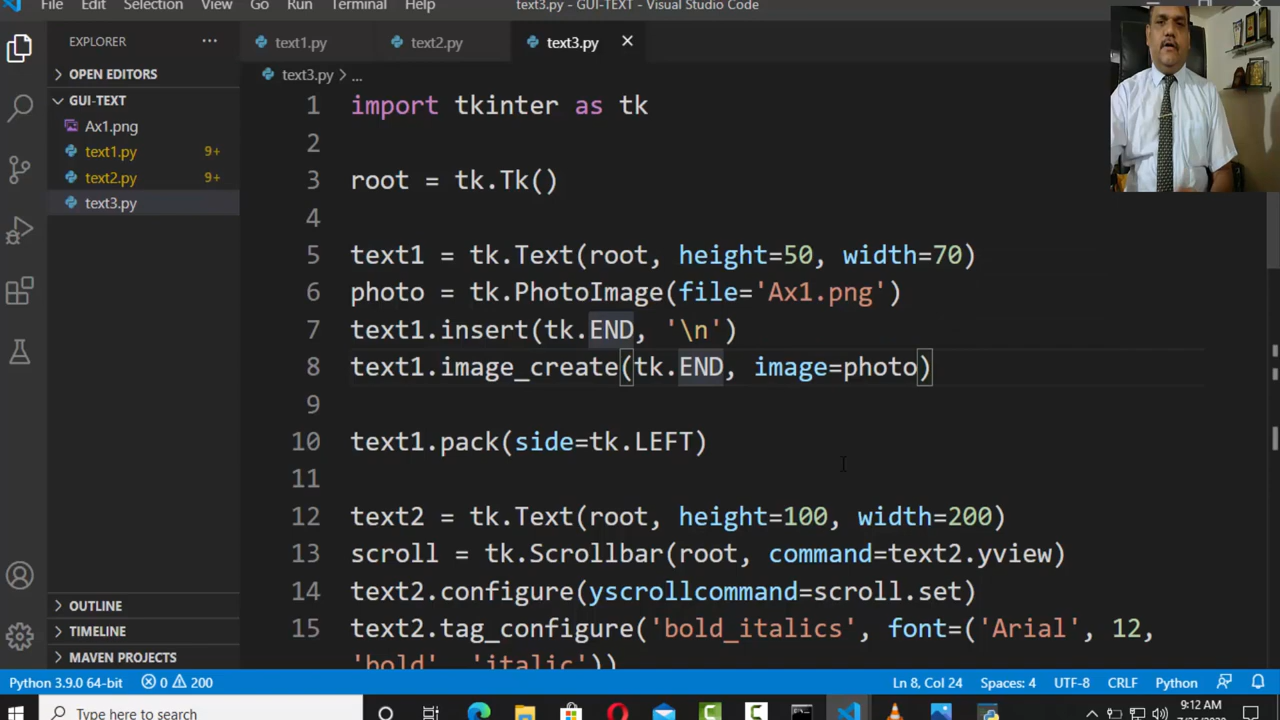 File Edit Selection View Go Run Terminal Help text3.py - GUI-TEXT - Visual Studio Code
EXPLORER ...
text1.py text2.py text3.py
text3.py > ...
OPEN EDITORS
GUI-TEXT
Ax1.png
text1.py 9+
text2.py 9+
text3.py
OUTLINE
TIMELINE
MAVEN PROJECTS
1 import tkinter as tk
2
3 root = tk.Tk()
4
5 text1 = tk.Text(root, height=50, width=70)
6 photo = tk.PhotoImage(file='Ax1.png')
7 text1.insert(tk.END, '\n')
8 text1.image_create(tk.END, image=photo)
9
10 text1.pack(side=tk.LEFT)
11
12 text2 = tk.Text(root, height=100, width=200)
13 scroll = tk.Scrollbar(root, command=text2.yview)
14 text2.configure(yscrollcommand=scroll.set)
15 text2.tag_configure('bold_italics', font=('Arial', 12,
'bold', 'italic'))
Python 3.9.0 64-bit 0 200 Ln 8, Col 24 Spaces: 4 UTF-8 CRLF Python
Type here to search 9:12 AM